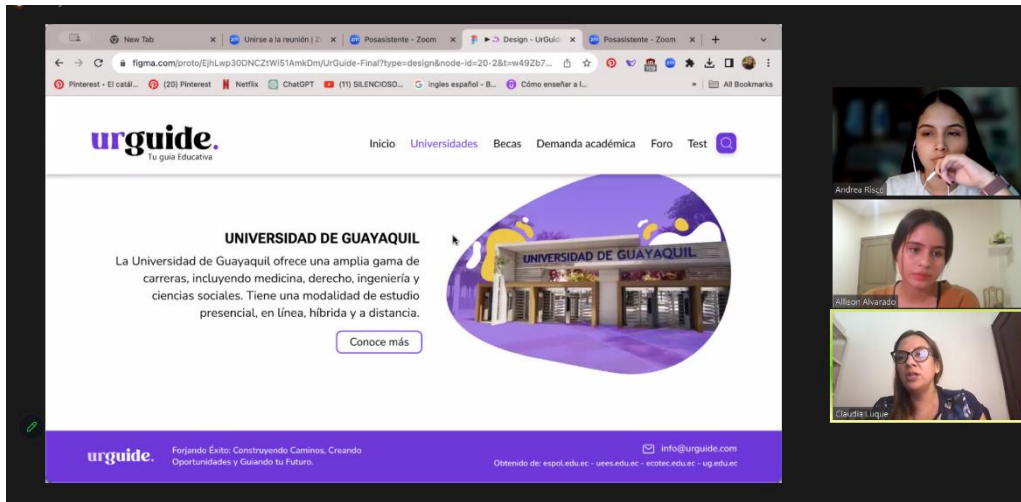 New Tab
Unirse a la reunión | Z
Posasistente - Zoom
Design - UrGuid
Posasistente - Zoom
figma.com/proto/EjhLwp30DNCZtWi51AmkDm/UrGuide-Final?type=design&node-id=20-2&t=w49Zb7...
Pinterest • El catál...
(20) Pinterest
Netflix
ChatGPT
(11) SILENCIOSO...
ingles español - B...
Cómo enseñar a l...
All Bookmarks
urguide.
Tu guia Educativa
Inicio Universidades Becas Demanda académica Foro Test
UNIVERSIDAD DE GUAYAQUIL
La Universidad de Guayaquil ofrece una amplia gama de
carreras, incluyendo medicina, derecho, ingeniería y
ciencias sociales. Tiene una modalidad de estudio
presencial, en línea, híbrida y a distancia.
Conoce más
UNIVERSIDAD DE GUAYAQUIL
urguide.
Forjando Éxito: Construyendo Caminos, Creando
Oportunidades y Guiando tu Futuro.
info@urguide.com
Obtenido de: espol.edu.ec - uees.edu.ec - ecotec.edu.ec - ug.edu.ec
Andrea Risco
Allison Alvarado
Claudia Luque